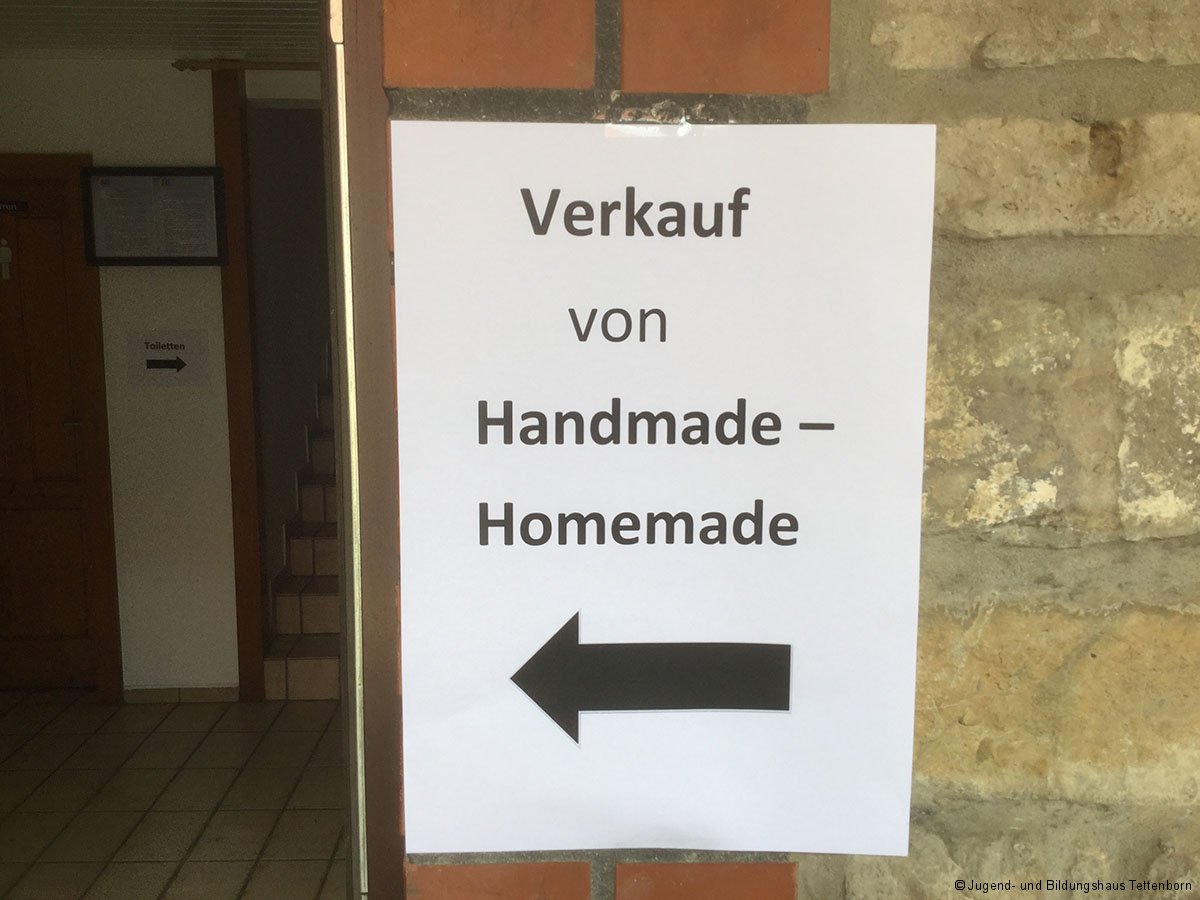 Verkauf
von
Handmade –
Homemade
Toiletten
©Jugend- und Bildungshaus Tettenborn